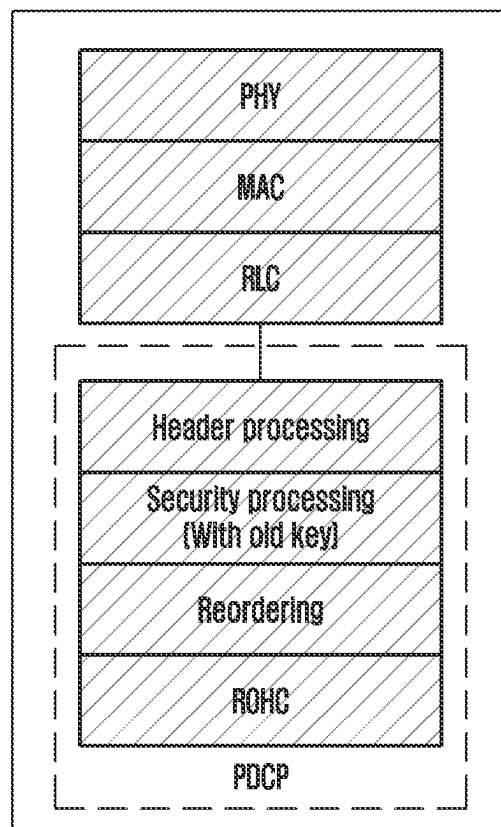 PHY
MAC
RLC
Header processing
Security processing
(With old key)
Reordering
ROHC
PDCP